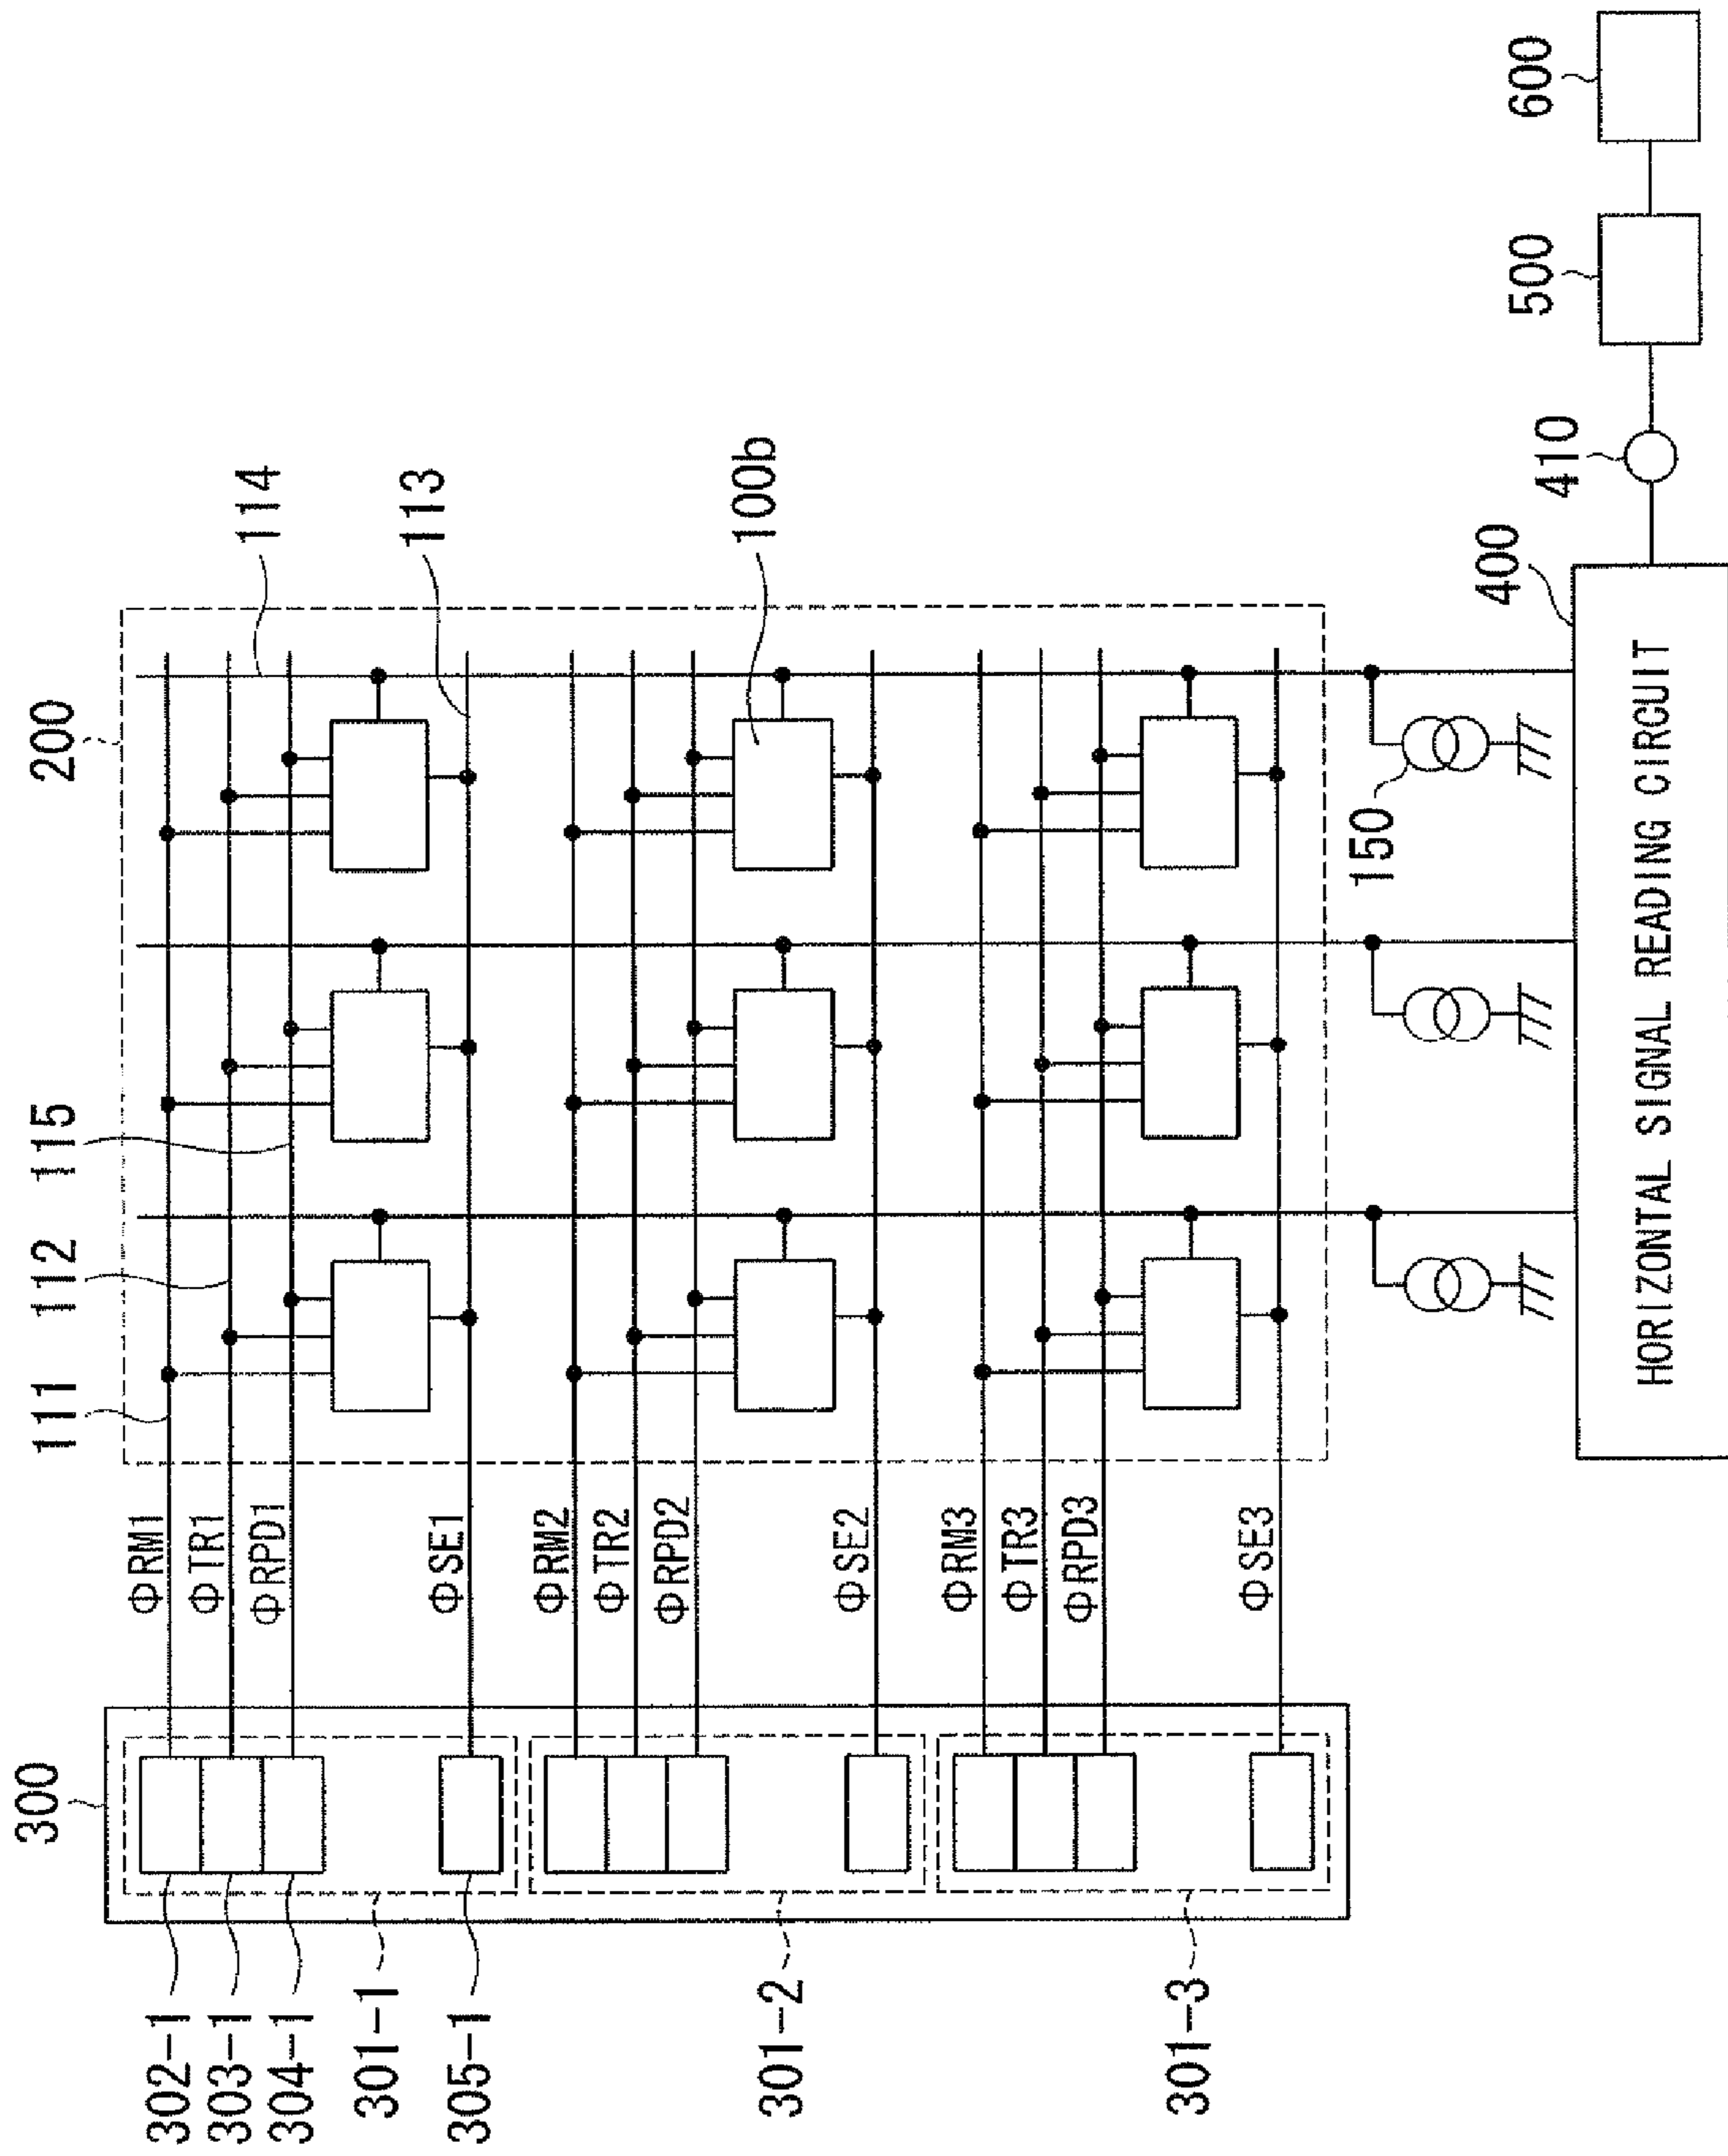 300
302-1
303-1
304-1
301-1
305-1
301-2
301-3
ΦRM1
ΦTR1
ΦRPD1
ΦSE1
ΦRM2
ΦTR2
ΦRPD2
ΦSE2
ΦRM3
ΦTR3
ΦRPD3
ΦSE3
111
112
115
200
114
113
100b
150
400
HORIZONTAL SIGNAL READING CIRCUIT
410
500
600